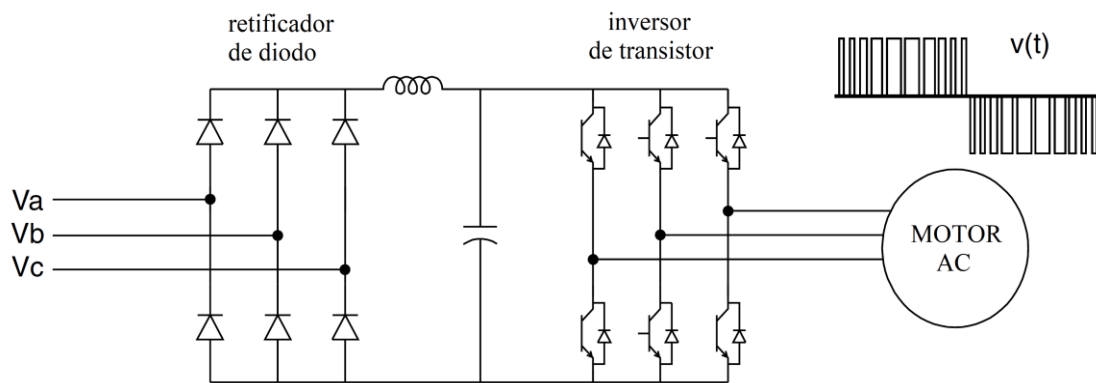 retificador
de diodo
inversor
de transistor
v(t)
Va
Vb
Vc
MOTOR
AC